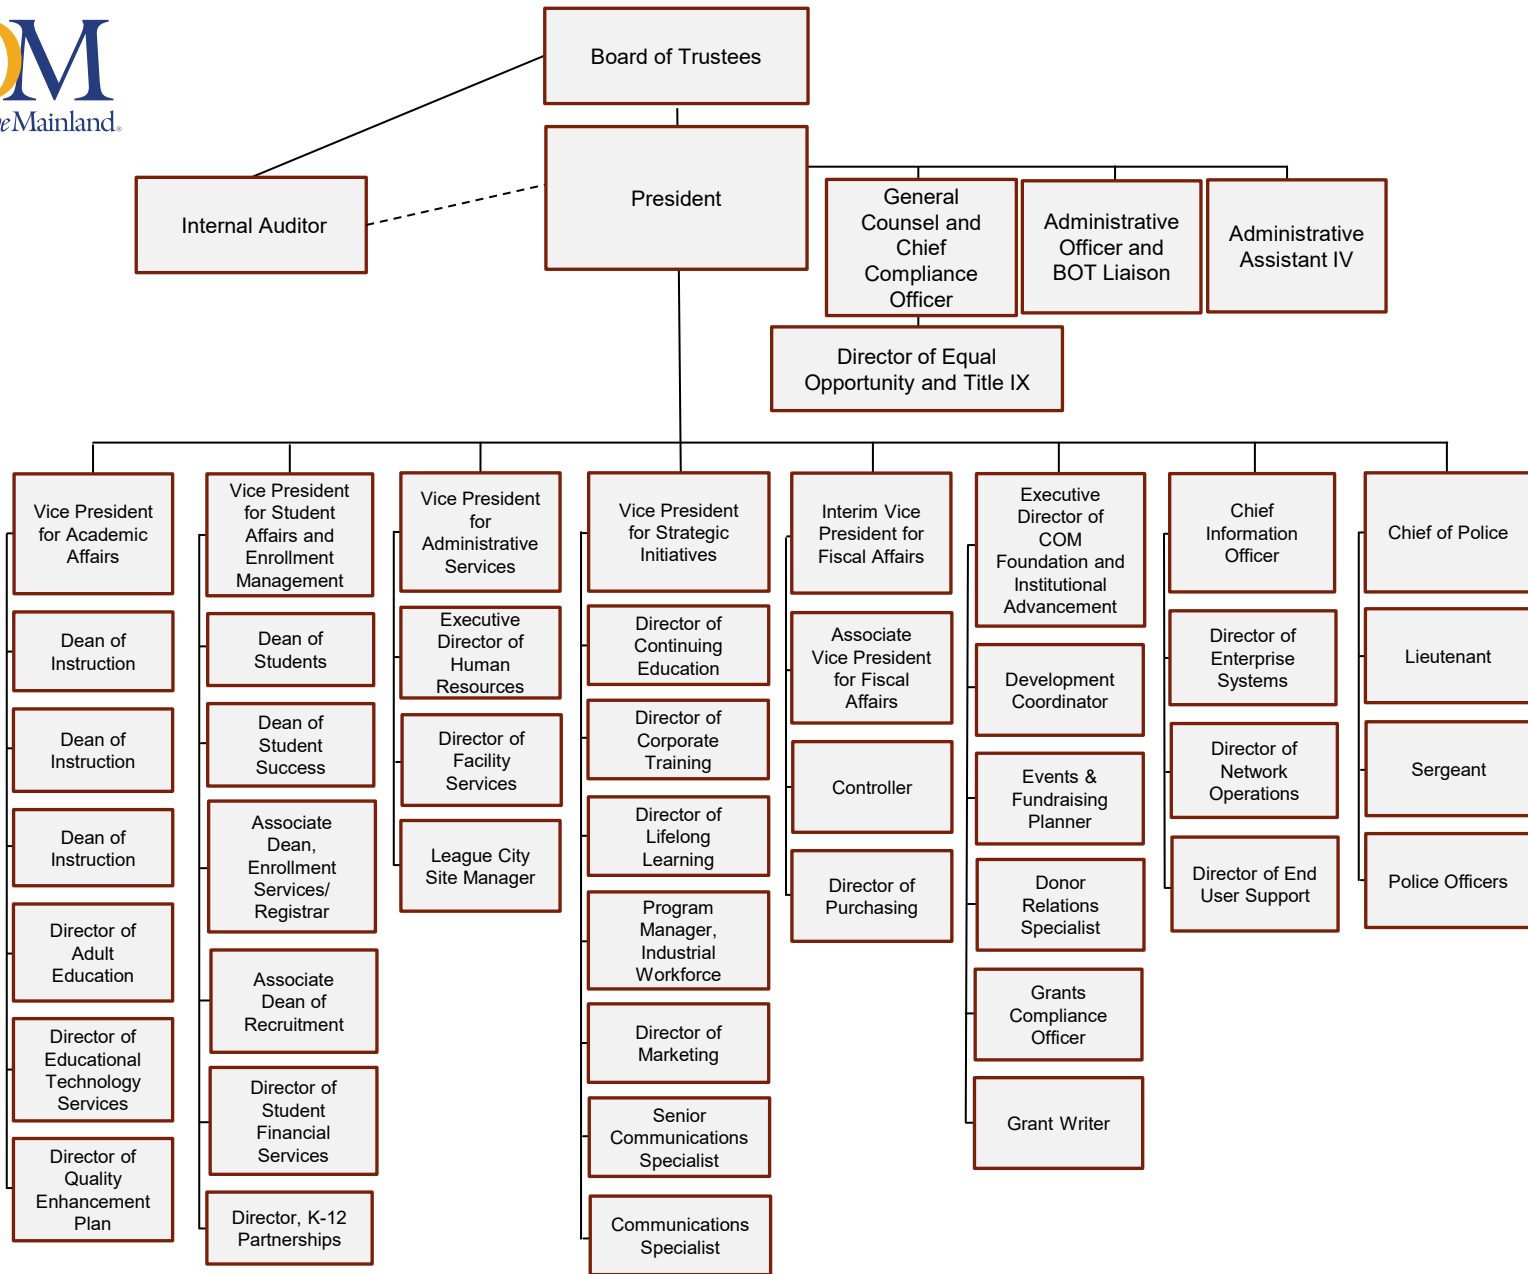 OM
Mainland.
Board of Trustees
President
Internal Auditor
General
Counsel and
Chief
Compliance
Officer
Administrative
Officer and
BOT Liaison
Administrative
Assistant IV
Director of Equal
Opportunity and Title IX
Vice President
for Academic
Affairs
Dean of
Instruction
Dean of
Instruction
Dean of
Instruction
Director of
Adult
Education
Director of
Educational
Technology
Services
Director of
Quality
Enhancement
Plan
Vice President
for Student
Affairs and
Enrollment
Management
Dean of
Students
Dean of
Student
Success
Associate
Dean,
Enrollment
Services/
Registrar
Associate
Dean of
Recruitment
Director of
Student
Financial
Services
Director, K-12
Partnerships
Vice President
for
Administrative
Services
Executive
Director of
Human
Resources
Director of
Facility
Services
League City
Site Manager
Vice President
for Strategic
Initiatives
Director of
Continuing
Education
Director of
Corporate
Training
Director of
Lifelong
Learning
Program
Manager,
Industrial
Workforce
Director of
Marketing
Senior
Communications
Specialist
Communications
Specialist
Interim Vice
President for
Fiscal Affairs
Associate
Vice President
for Fiscal
Affairs
Controller
Director of
Purchasing
Executive
Director of
COM
Foundation and
Institutional
Advancement
Development
Coordinator
Events &
Fundraising
Planner
Donor
Relations
Specialist
Grants
Compliance
Officer
Grant Writer
Chief
Information
Officer
Director of
Enterprise
Systems
Director of
Network
Operations
Director of End
User Support
Chief of Police
Lieutenant
Sergeant
Police Officers